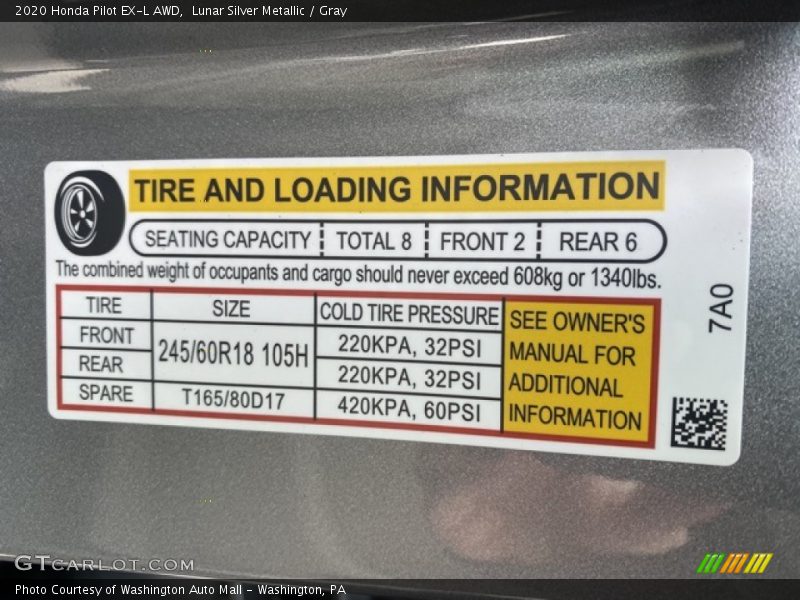 2020 Honda Pilot EX-L AWD,  Lunar Silver Metallic / Gray
TIRE AND LOADING INFORMATION
SEATING CAPACITY TOTAL 8 FRONT 2 REAR 6
The combined weight of occupants and cargo should never exceed 608kg or 1340lbs.
TIRE SIZE COLD TIRE PRESSURE
FRONT 245/60R18 105H 220KPA, 32PSI
REAR 220KPA, 32PSI
SPARE T165/80D17 420KPA, 60PSI
SEE OWNER'S
MANUAL FOR
ADDITIONAL
INFORMATION
7A0
GTCARLOT.COM
Photo Courtesy of Washington Auto Mall - Washington, PA